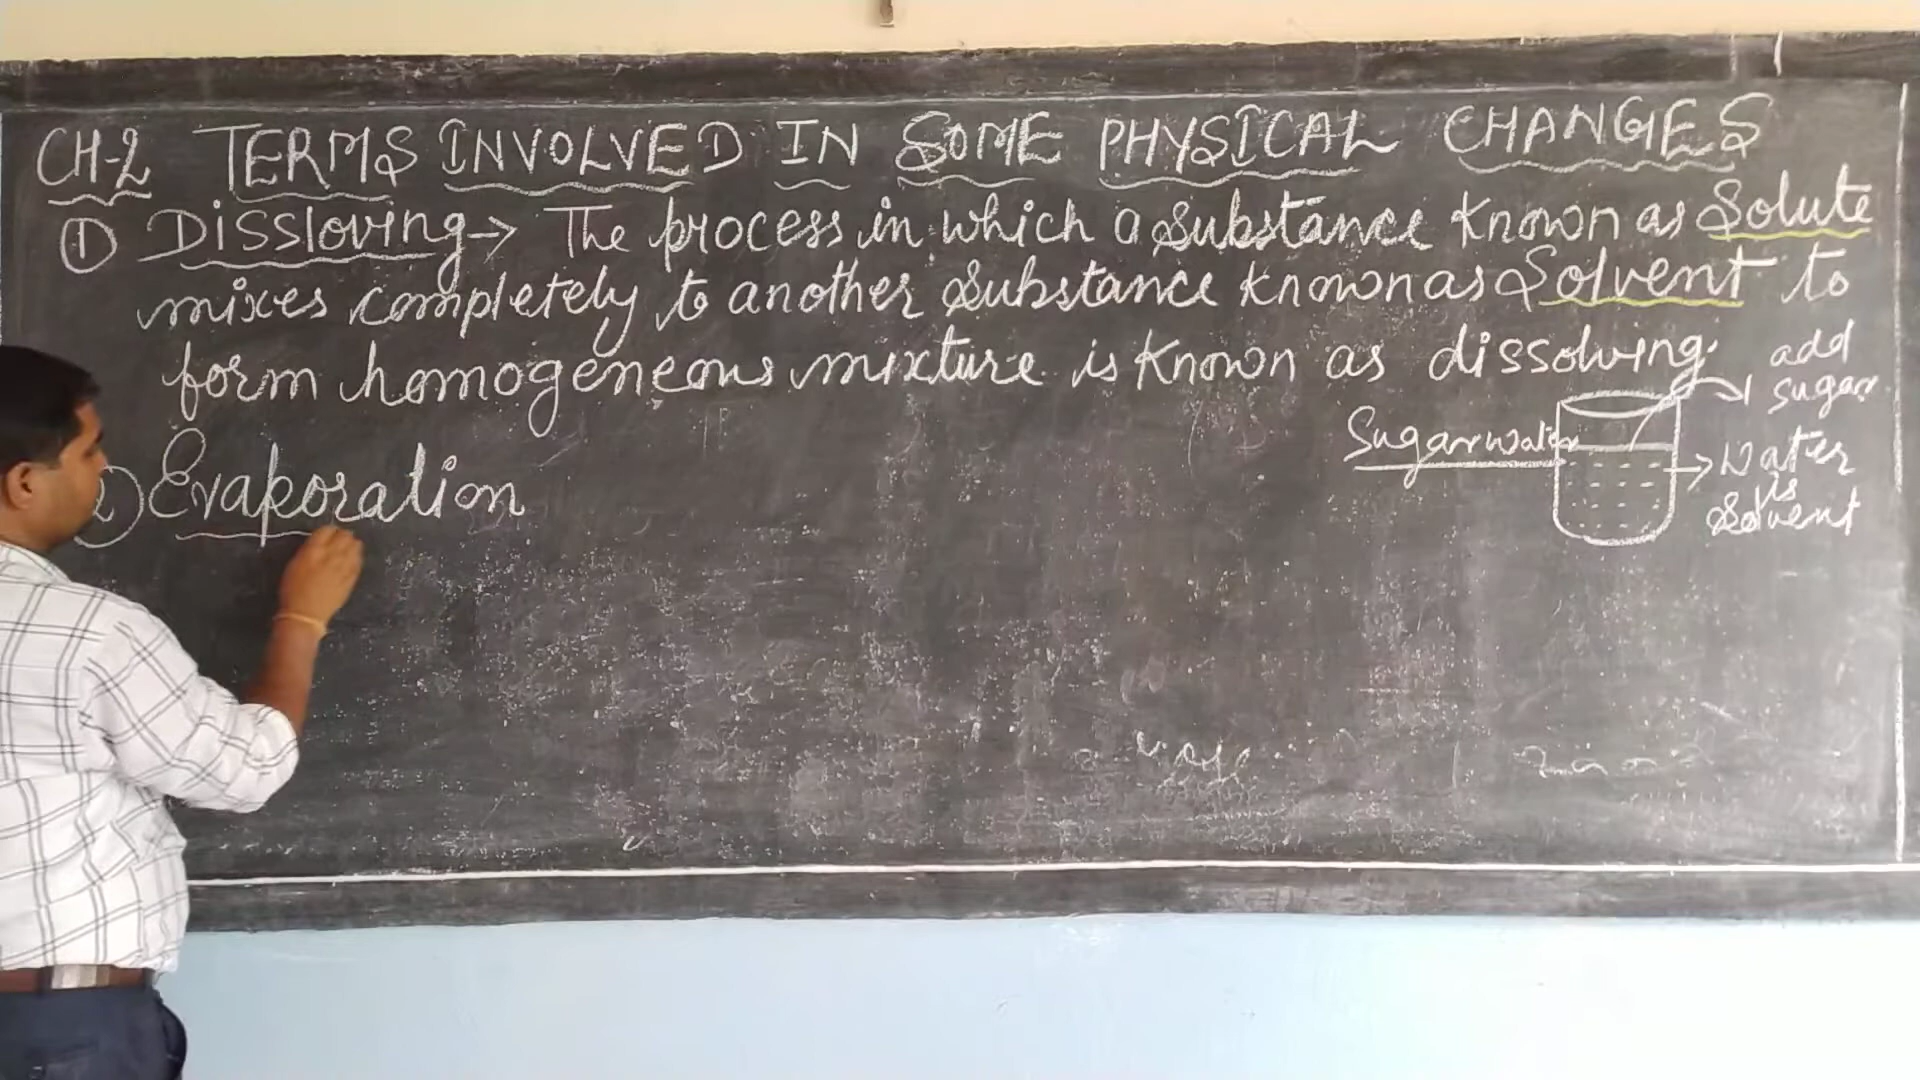 CH-2 TERMS INVOLVED IN SOME PHYSICAL CHANGES
① Dissloving → The process in which a substance known as Solute
mixes completely to another substance known as Solvent to
form homogeneous mixture is known as dissolving.
add
sugar
Sugarwater
Water
is
Solvent
2) Evaporation